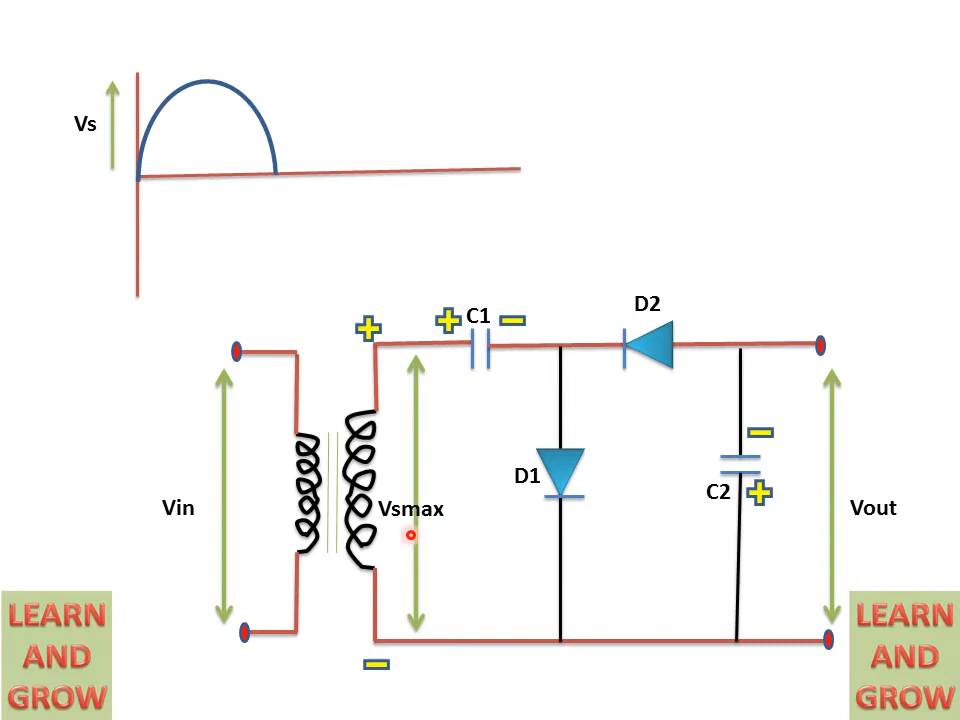 Vs
D2
C1
D1
C2
Vin
Vsmax
Vout
LEARN
AND
GROW
LEARN
AND
GROW